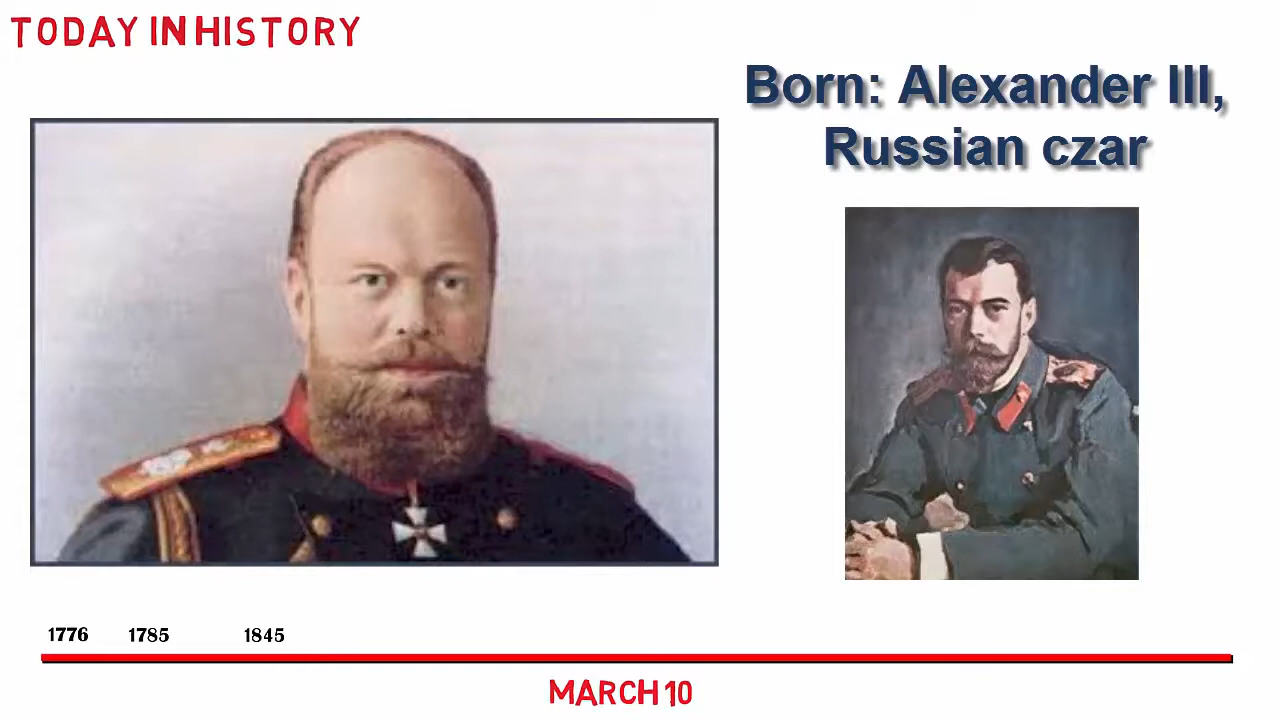 TODAY IN HISTORY
Born: Alexander III,
Russian czar
1776 1785 1845
MARCH 10